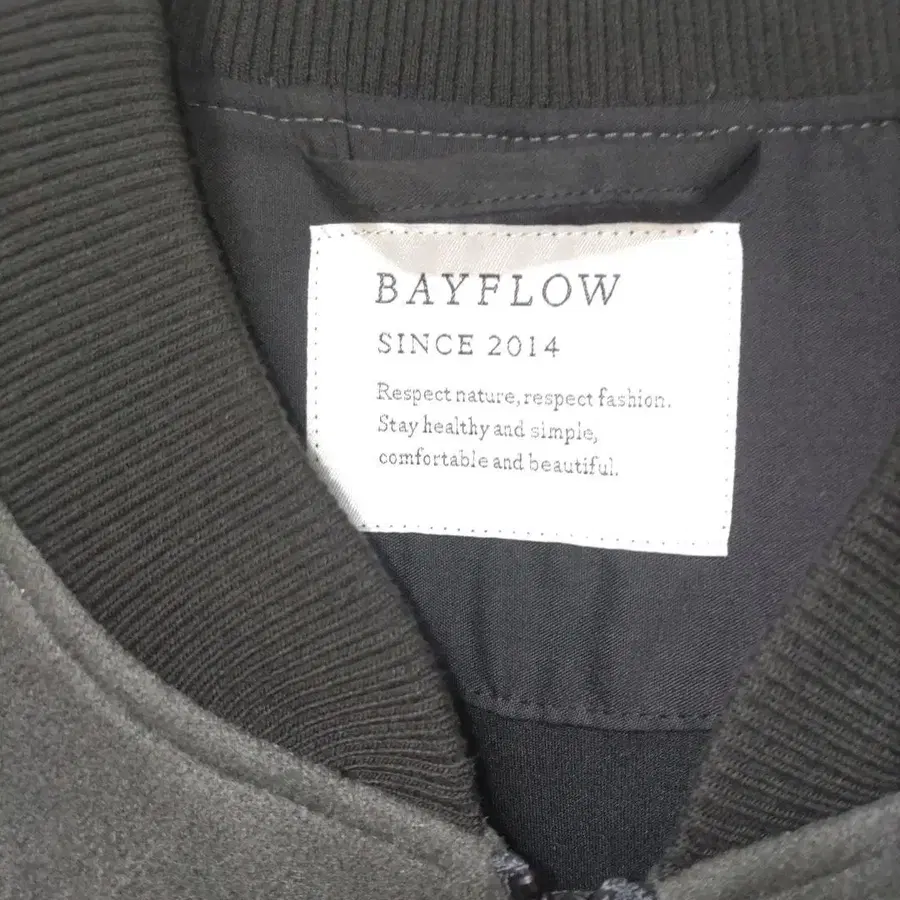 BAYFLOW
SINCE 2014
Respect nature, respect fashion.
Stay healthy and simple,
comfortable and beautiful.